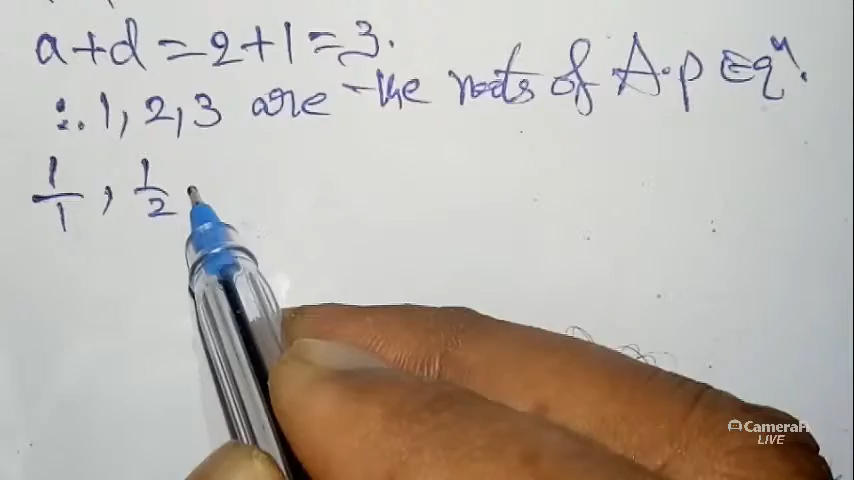 a+d=2+1=3.
∴ 1, 2, 3 are the roots of A.p Eqⁿ.
1/1, 1/2
CameraFi
LIVE